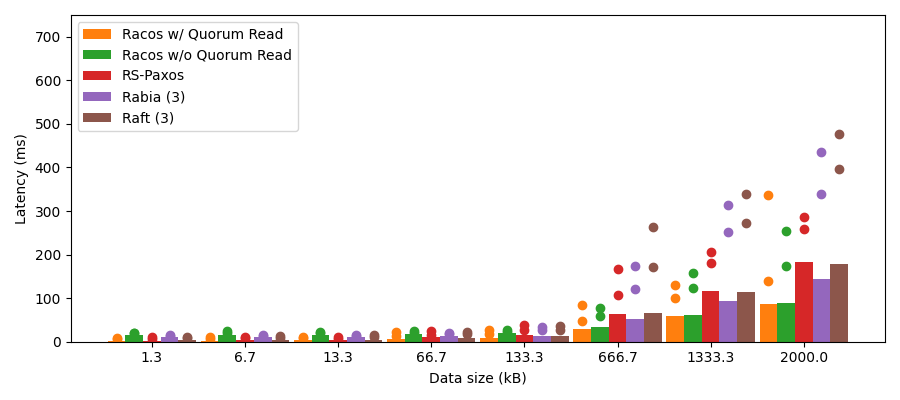 700
600
500
400
300
200
100
0
Latency (ms)
Racos w/ Quorum Read
Racos w/o Quorum Read
RS-Paxos
Rabia (3)
Raft (3)
1.3 6.7 13.3 66.7 133.3 666.7 1333.3 2000.0
Data size (kB)